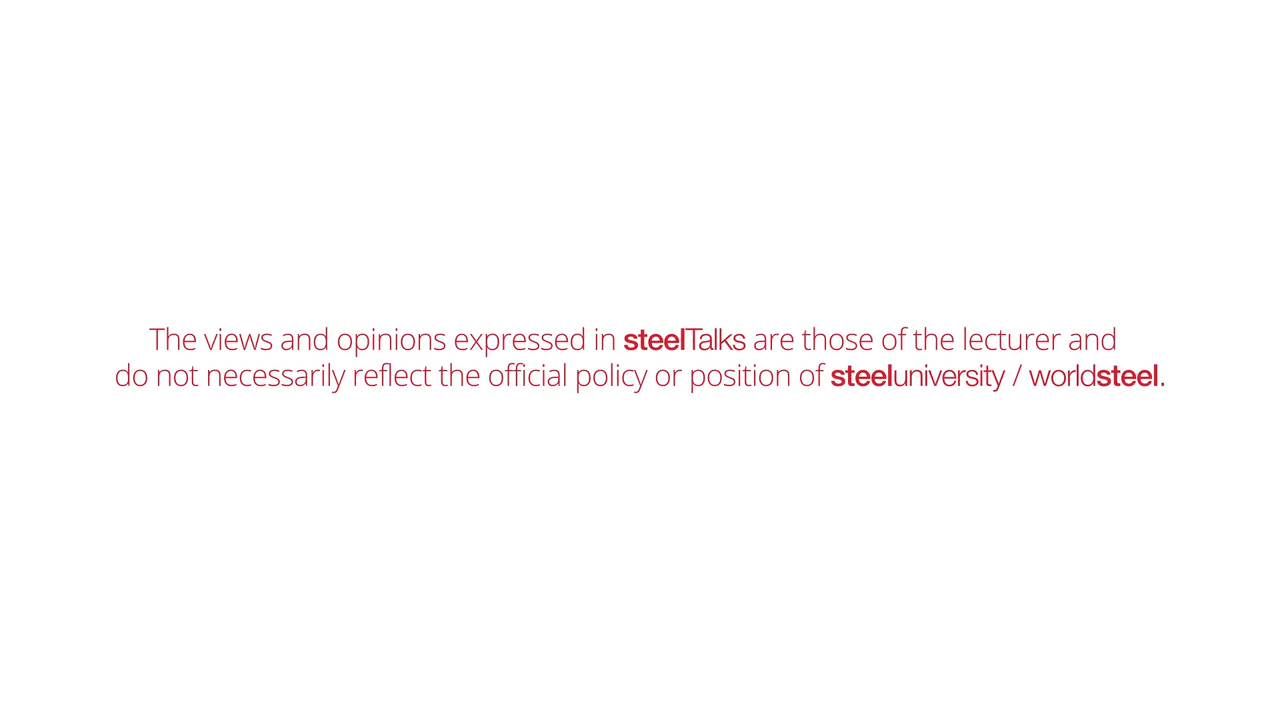 The views and opinions expressed in steelTalks are those of the lecturer and
do not necessarily reflect the official policy or position of steeluniversity / worldsteel.